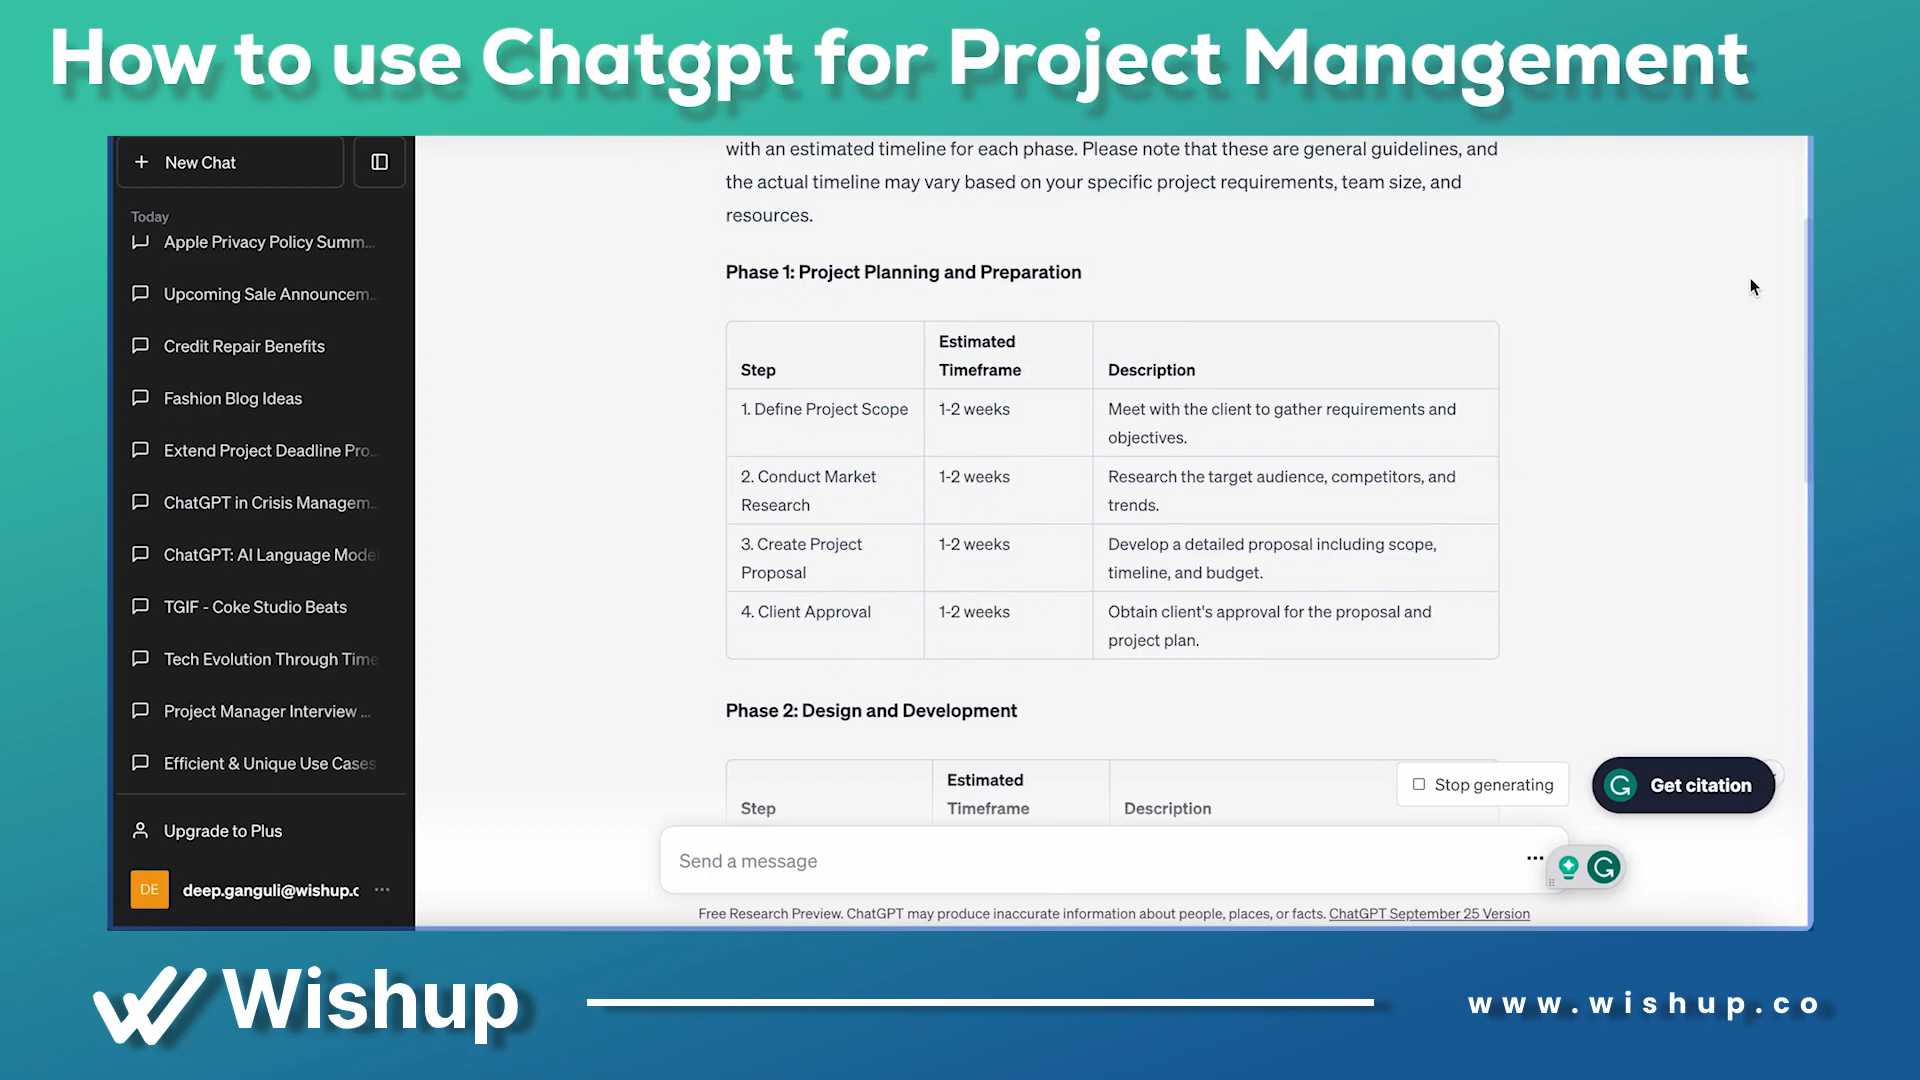 How to use Chatgpt for Project Management
New Chat
Today
Apple Privacy Policy Summ...
Upcoming Sale Announcem...
Credit Repair Benefits
Fashion Blog Ideas
Extend Project Deadline Pro...
ChatGPT in Crisis Managem...
ChatGPT: AI Language Model
TGIF - Coke Studio Beats
Tech Evolution Through Time
Project Manager Interview ...
Efficient & Unique Use Cases
Upgrade to Plus
DE
deep.ganguli@wishup.c
...
with an estimated timeline for each phase. Please note that these are general guidelines, and
the actual timeline may vary based on your specific project requirements, team size, and
resources.
Phase 1: Project Planning and Preparation
Step Estimated Timeframe Description
1. Define Project Scope 1-2 weeks Meet with the client to gather requirements and
objectives.
2. Conduct Market 1-2 weeks Research the target audience, competitors, and
Research trends.
3. Create Project 1-2 weeks Develop a detailed proposal including scope,
Proposal timeline, and budget.
4. Client Approval 1-2 weeks Obtain client's approval for the proposal and
project plan.
Phase 2: Design and Development
Step Estimated Timeframe Description
Stop generating
Get citation
Send a message
Free Research Preview. ChatGPT may produce inaccurate information about people, places, or facts. ChatGPT September 25 Version
Wishup
www.wishup.co